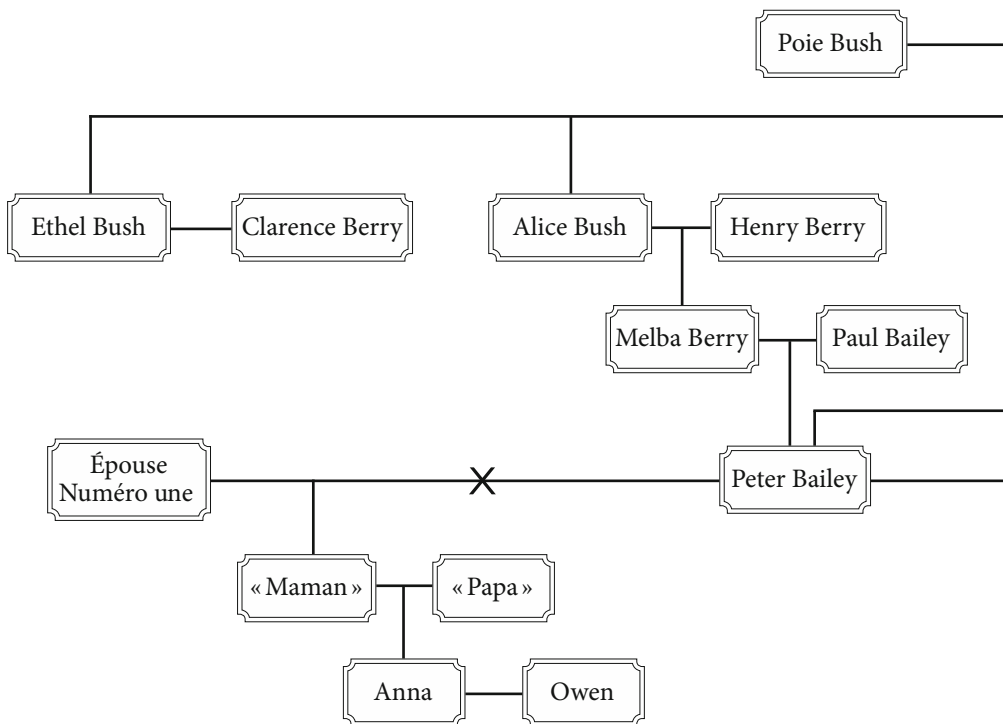 Poie Bush
Ethel Bush
Clarence Berry
Alice Bush
Henry Berry
Melba Berry
Paul Bailey
Épouse
Numéro une
X
Peter Bailey
« Maman »
« Papa »
Anna
Owen